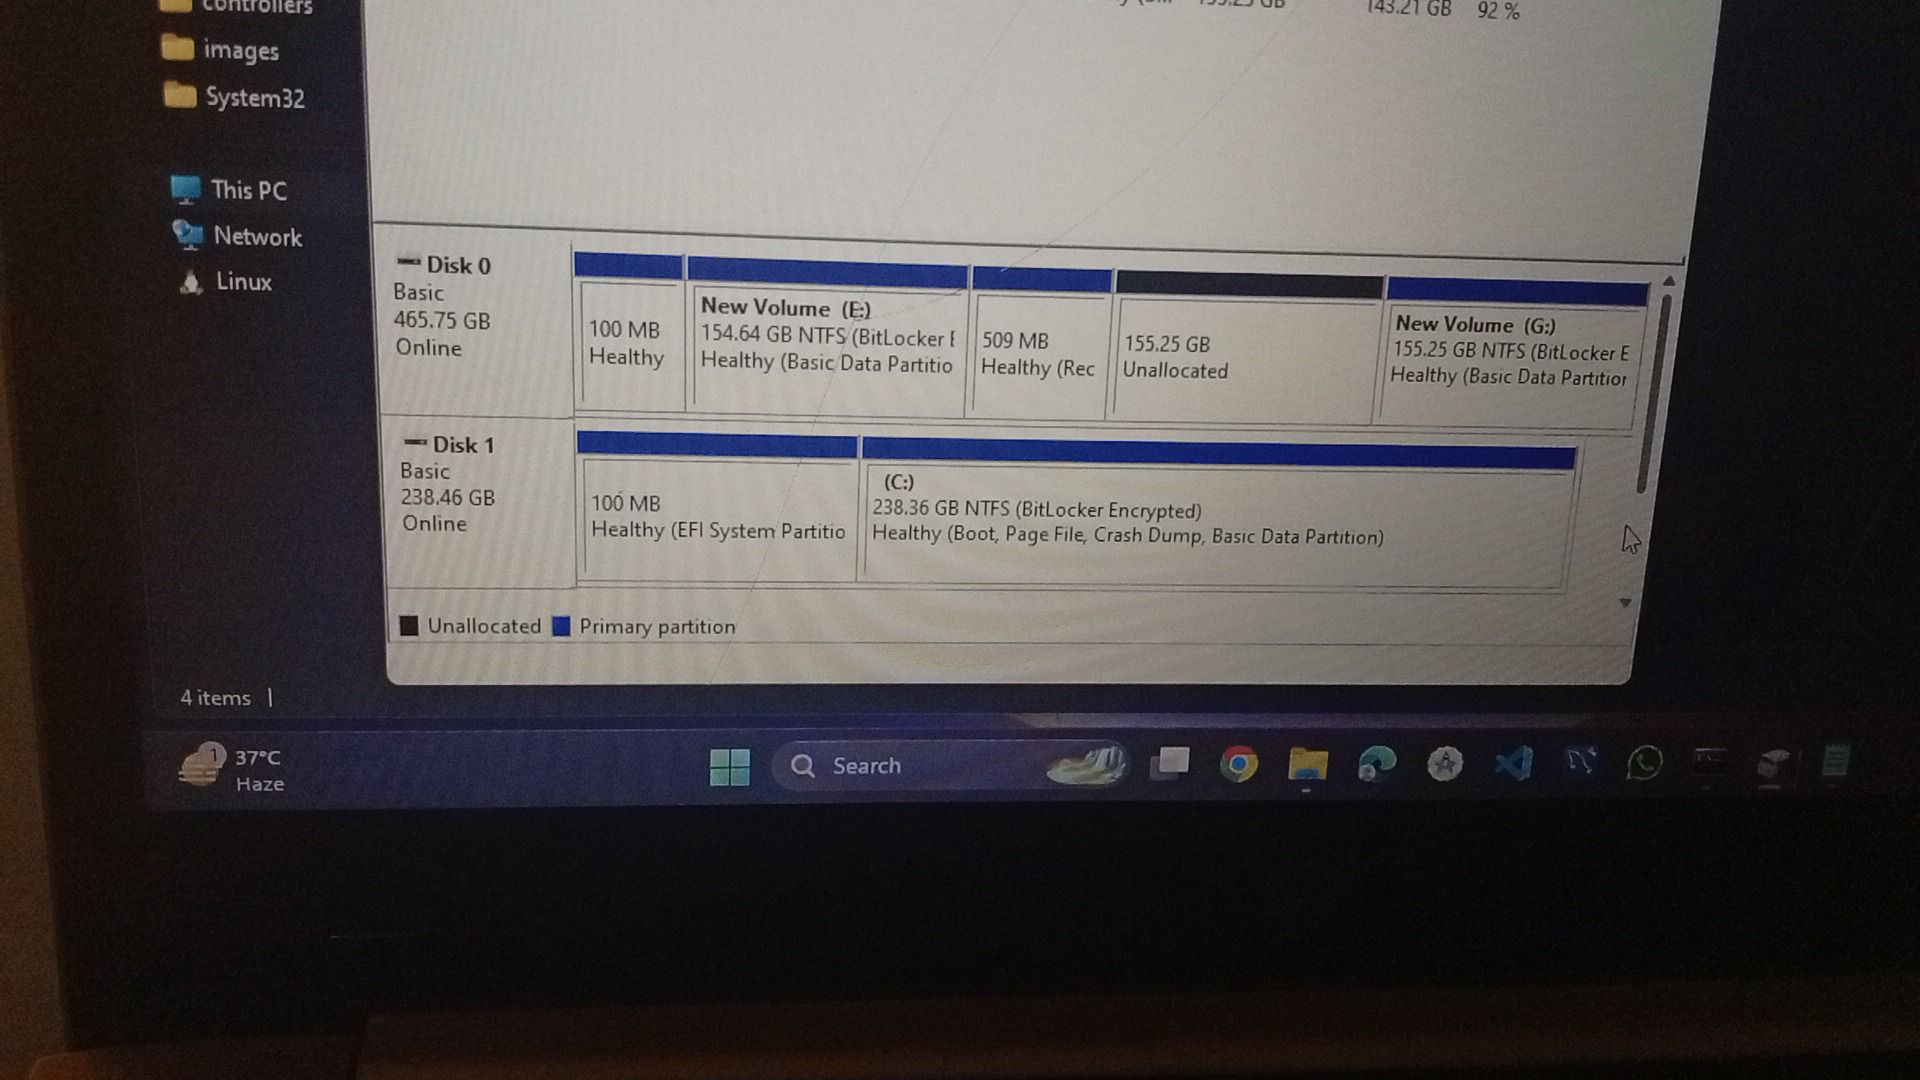 controllers
143.21 GB 92 %
images
System32
This PC
Network
Linux
Disk 0
Basic
465.75 GB
Online
100 MB
Healthy
New Volume (E:)
154.64 GB NTFS (BitLocker E
Healthy (Basic Data Partitio
509 MB
Healthy (Rec
155.25 GB
Unallocated
New Volume (G:)
155.25 GB NTFS (BitLocker E
Healthy (Basic Data Partition
Disk 1
Basic
238.46 GB
Online
100 MB
Healthy (EFI System Partitio
(C:)
238.36 GB NTFS (BitLocker Encrypted)
Healthy (Boot, Page File, Crash Dump, Basic Data Partition)
Unallocated
Primary partition
4 items
1
37°C
Haze
Search